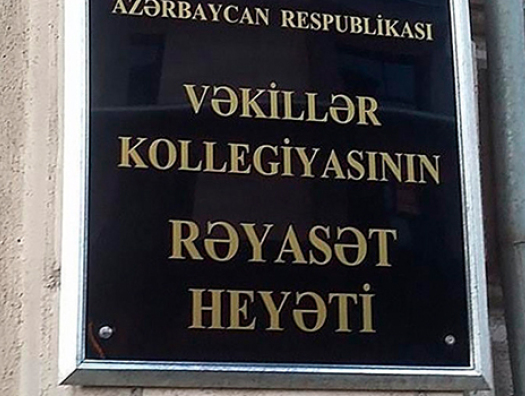 AZƏRBAYCAN RESPUBLİKASI
VƏKİLLƏR
KOLLEGİYASININ
RƏYASƏT
HEYƏTİ